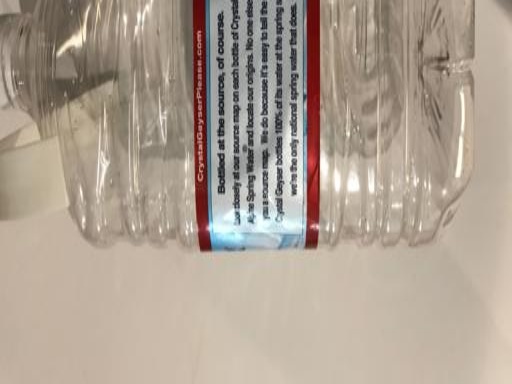 CrystalGeyserPlease.com
Bottled at the source, of course.
closely at our source map on each bottle of Crystal
Alpine Spring Water and locate our origins. No one else
you a source map. We do because it's easy to tell the
Crystal Geyser bottles 100% of its water at the spring
we're the only national spring water that does.